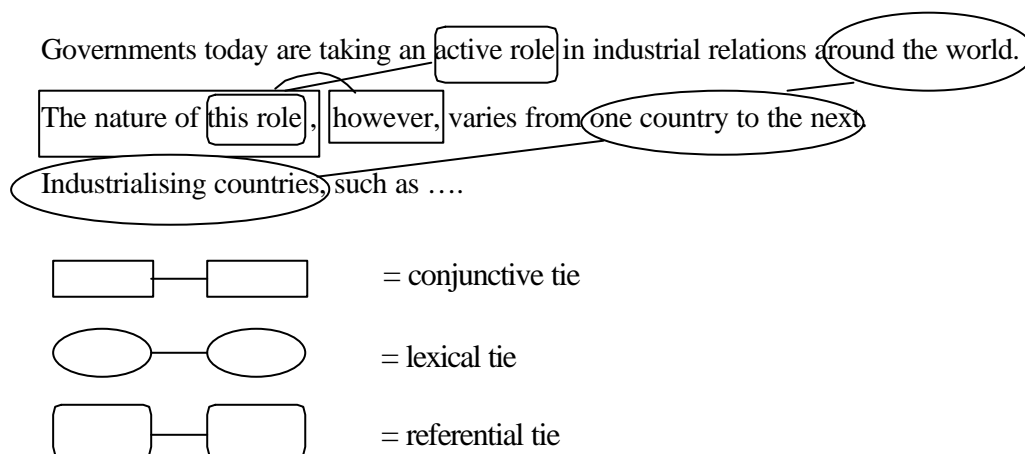 Governments today are taking an active role in industrial relations around the world.
The nature of this role , however, varies from one country to the next.
Industrialising countries, such as ….
= conjunctive tie
= lexical tie
= referential tie